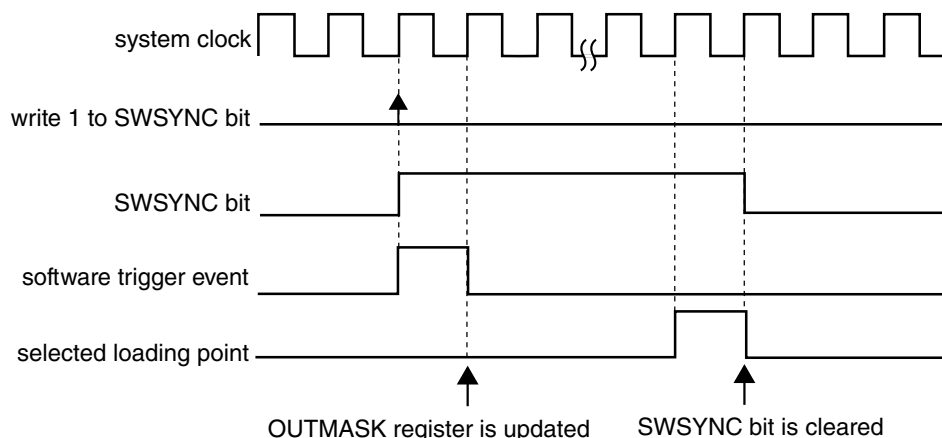 system clock
write 1 to SWSYNC bit
SWSYNC bit
software trigger event
selected loading point
OUTMASK register is updated
SWSYNC bit is cleared